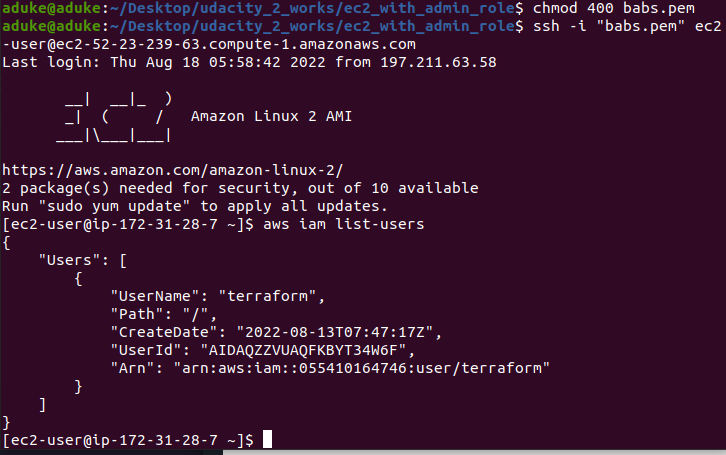 aduke@aduke:~/Desktop/udacity_2_works/ec2_with_admin_role$ chmod 400 babs.pem
aduke@aduke:~/Desktop/udacity_2_works/ec2_with_admin_role$ ssh -i "babs.pem" ec2
-user@ec2-52-23-239-63.compute-1.amazonaws.com
Last login: Thu Aug 18 05:58:42 2022 from 197.211.63.58

       __|  __|_  )
       _|  (     /   Amazon Linux 2 AMI
      ___|\___|___|

https://aws.amazon.com/amazon-linux-2/
2 package(s) needed for security, out of 10 available
Run "sudo yum update" to apply all updates.
[ec2-user@ip-172-31-28-7 ~]$ aws iam list-users
{
    "Users": [
        {
            "UserName": "terraform",
            "Path": "/",
            "CreateDate": "2022-08-13T07:47:17Z",
            "UserId": "AIDAQZZVUAQFKBYT34W6F",
            "Arn": "arn:aws:iam::055410164746:user/terraform"
        }
    ]
}
[ec2-user@ip-172-31-28-7 ~]$